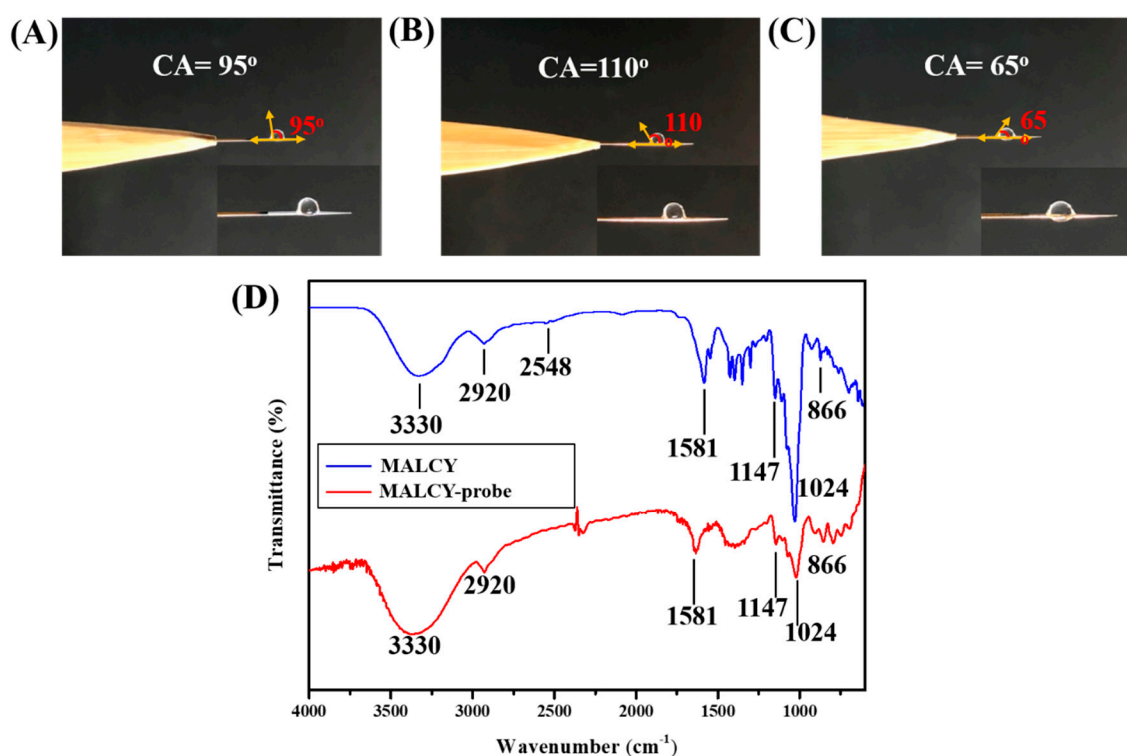 (A)
CA= 95°
95°
(B)
CA=110°
110°
(C)
CA= 65°
65°
(D)
3330
2920
2548
1581
1147
1024
866
MALCY
MALCY-probe
3330
2920
1581
1147
1024
866
Transmittance (%)
4000 3500 3000 2500 2000 1500 1000
Wavenumber (cm⁻¹)